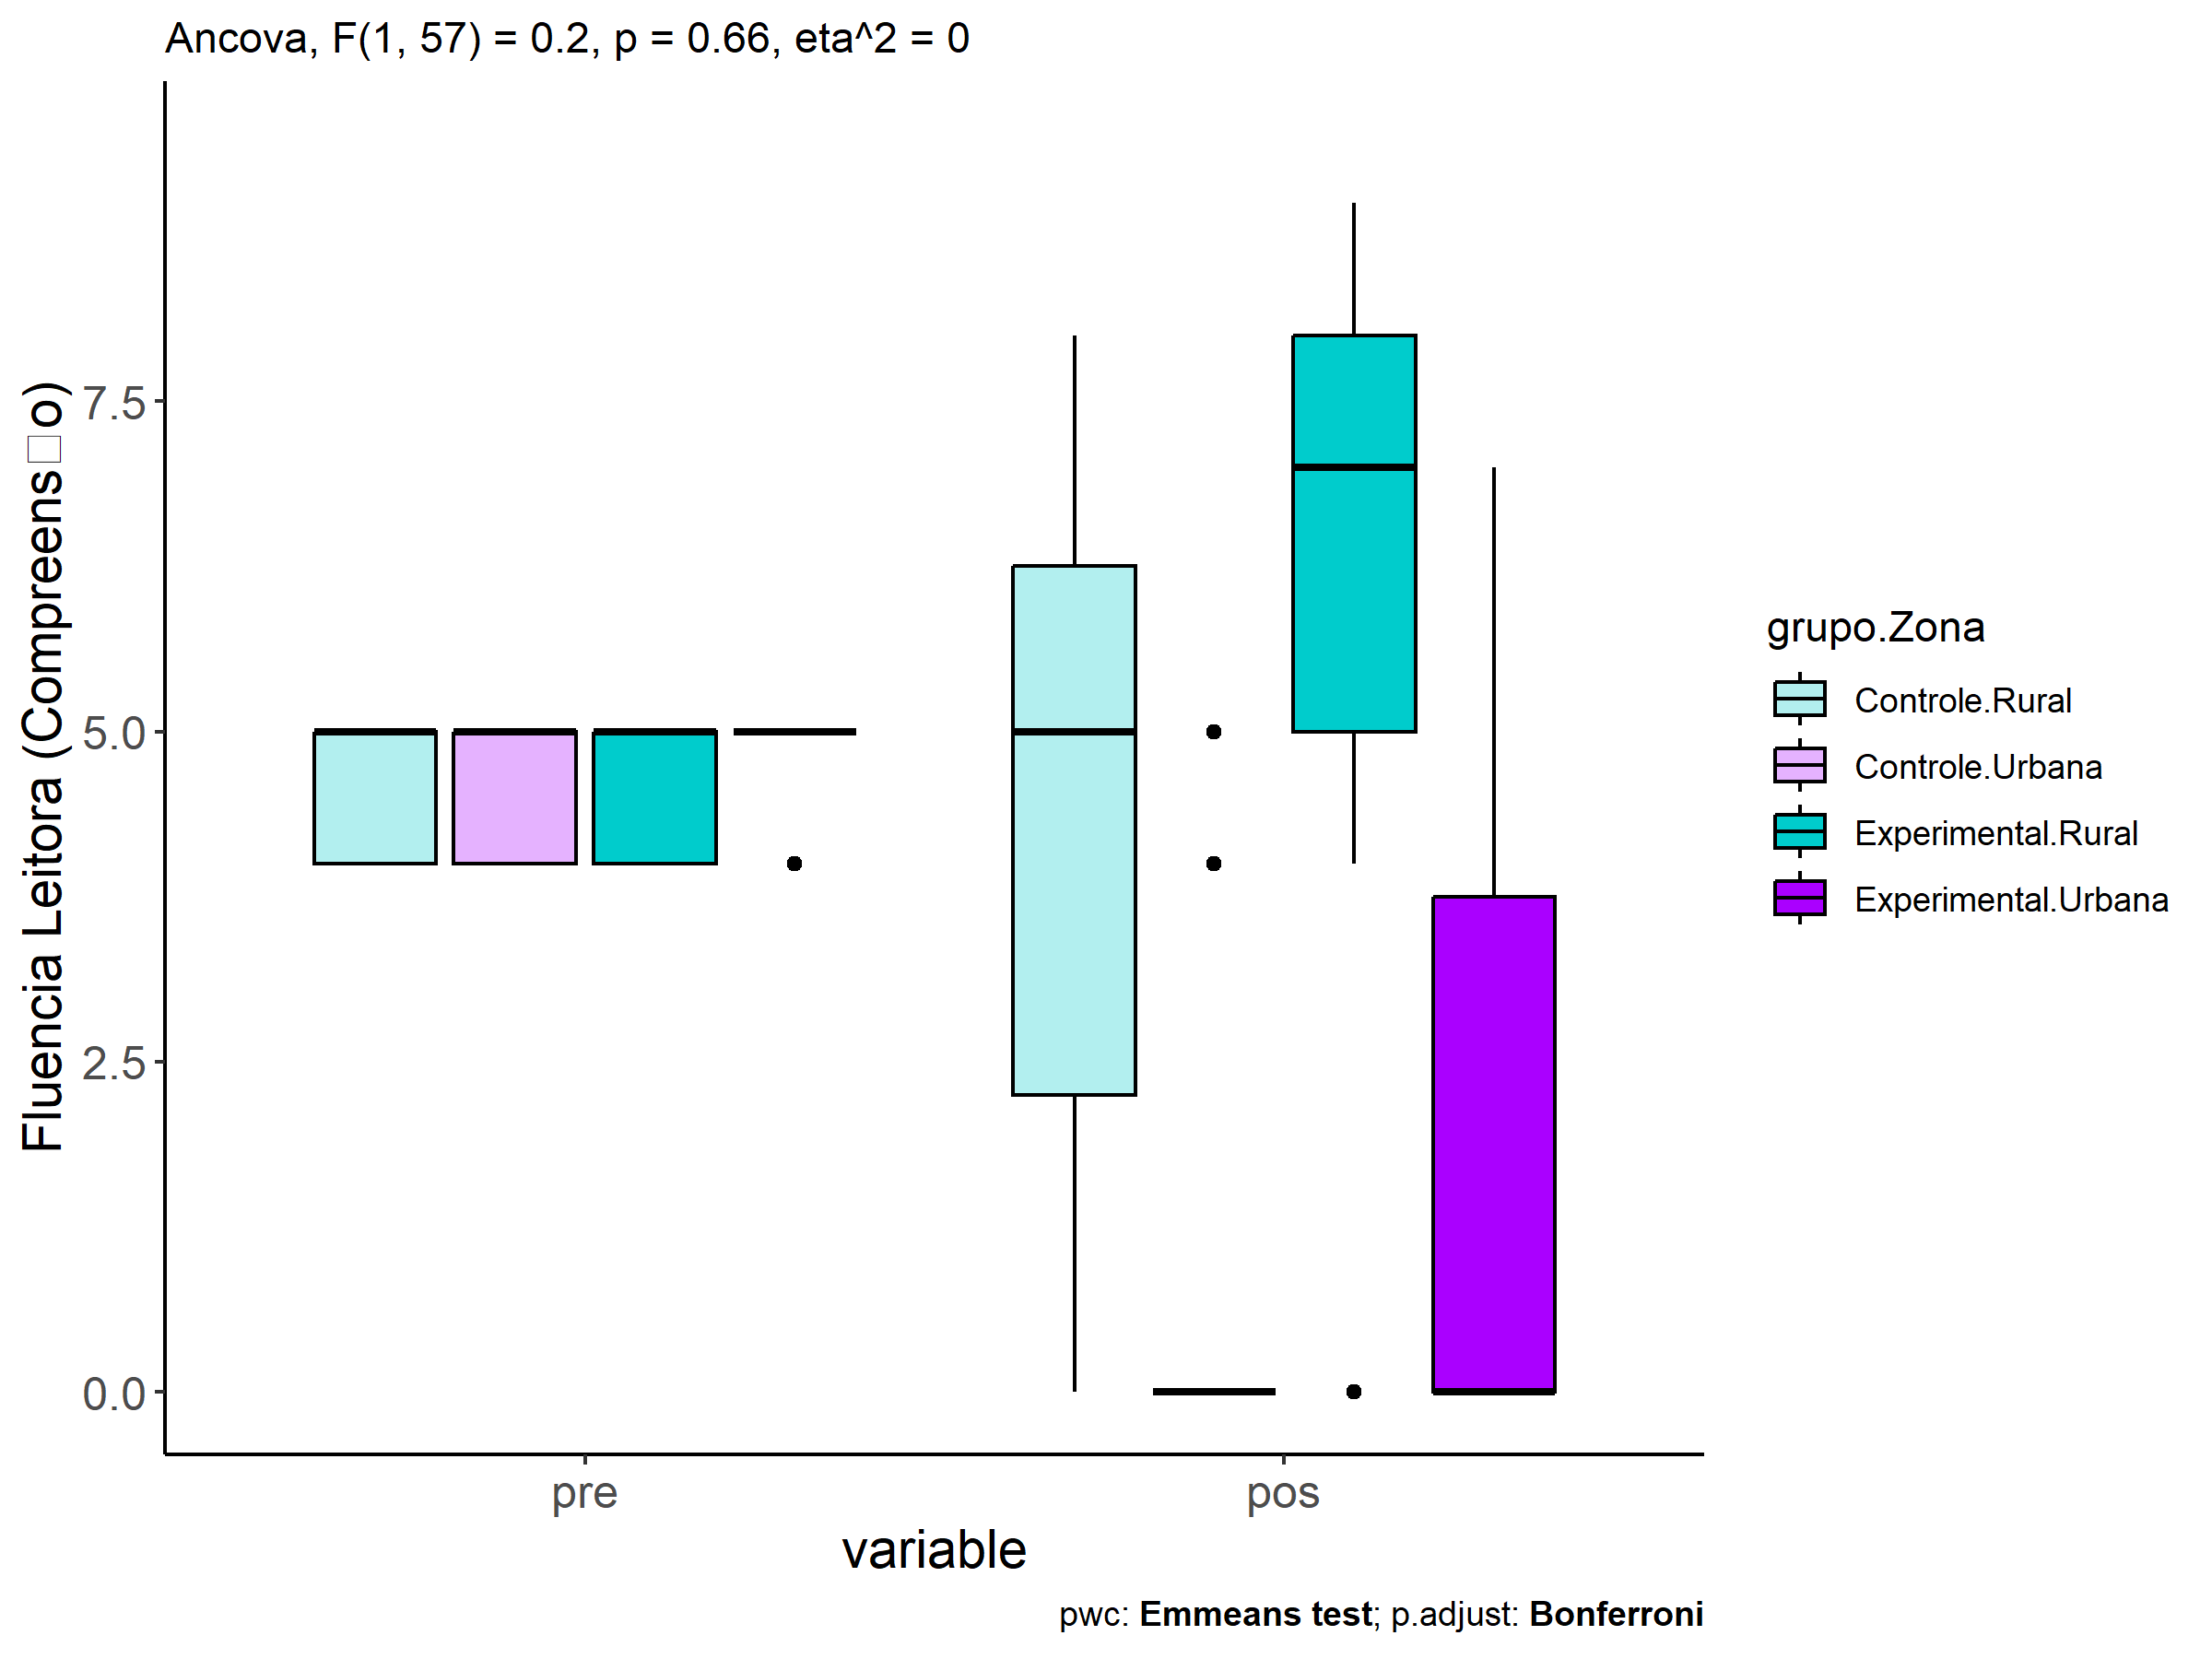 Ancova, F(1, 57) = 0.2, p = 0.66, eta^2 = 0
Fluencia Leitora (Compreens□o)
7.5
5.0
2.5
0.0
pre
pos
variable
grupo.Zona
Controle.Rural
Controle.Urbana
Experimental.Rural
Experimental.Urbana
pwc: Emmeans test; p.adjust: Bonferroni